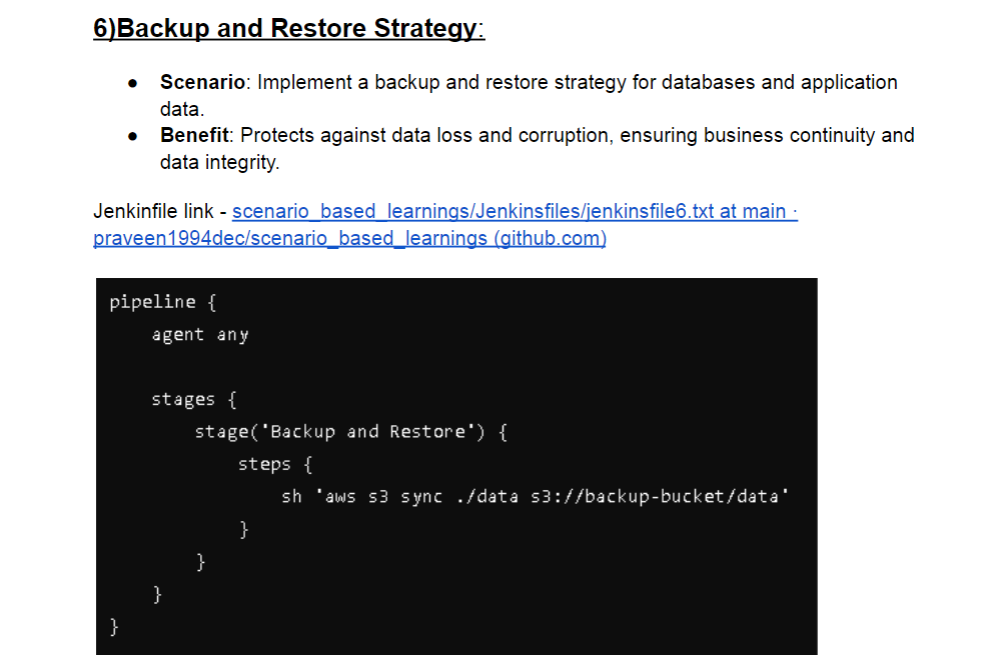 6)Backup and Restore Strategy:
● Scenario: Implement a backup and restore strategy for databases and application
data.
● Benefit: Protects against data loss and corruption, ensuring business continuity and
data integrity.
Jenkinfile link - scenario_based_learnings/Jenkinsfiles/jenkinsfile6.txt at main ·
praveen1994dec/scenario_based_learnings (github.com)
pipeline {
    agent any
    stages {
        stage('Backup and Restore') {
            steps {
                sh 'aws s3 sync ./data s3://backup-bucket/data'
            }
        }
    }
}